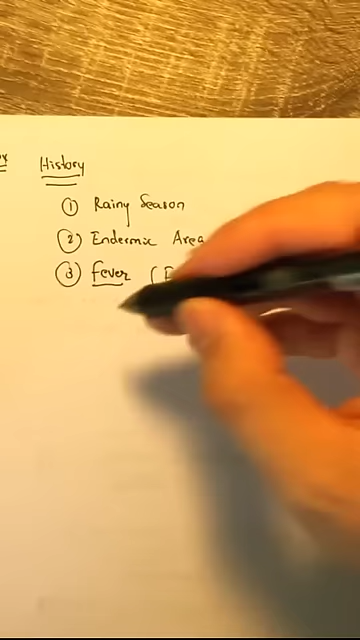 History
① Rainy Season
② Endemic Area
③ Fever (